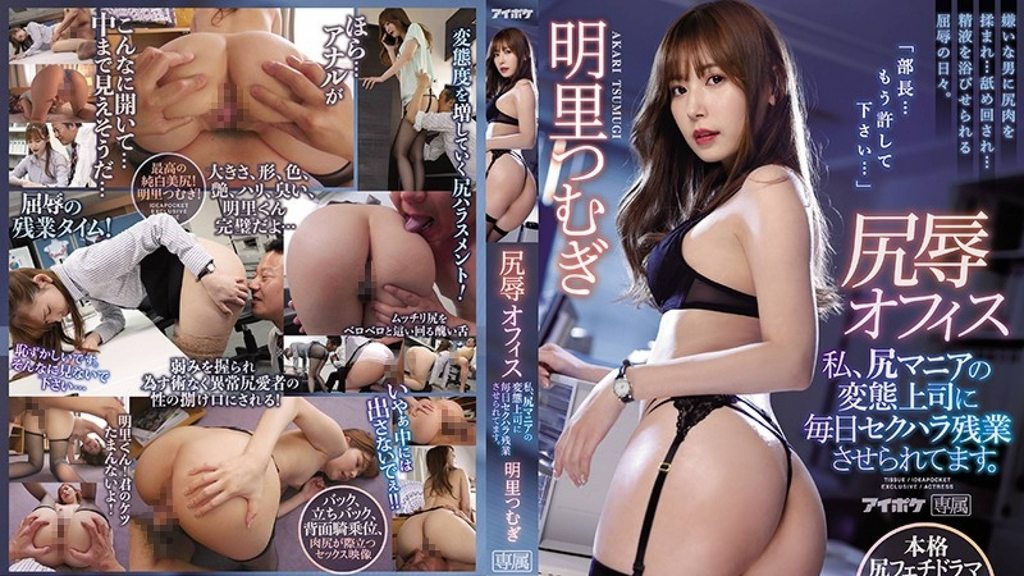 ほら…アナルが
こんなに開いて…
中まで見えそうだ…
変態度を増していく、尻ハラスメント!
最高の
純白美尻!
明里つむぎ!
IDEAPOCKET
EXCLUSIVE
大きさ、形、色、
艶、ハリ、臭い、
明里くん
完璧だよ…
屈辱の
残業タイム!
ムッチリ尻を
ベロベロと這い回る醜い舌
恥ずかしいです。
そんなに見ないで
下さい…
弱みを握られ
為す術なく異常尻愛者の
性の捌け口にされる!
いやぁ中には
出さないでぇ!!
明里くん、君のケツ
たまんないよ!
バック、
立ちバック、
背面騎乗位、
肉尻が際立つ
セックス映像
アイポケ
尻辱オフィス
私、尻マニアの
変態上司に
毎日セクハラ残業
させられてます。
明里つむぎ
専属
明里つむぎ
AKARI TSUMUGI
嫌いな男に尻肉を
揉まれ…舐め回され…
精液を浴びせられる
屈辱の日々。
「部長…
もう許して
下さい…」
尻辱
オフィス
私、尻マニアの
変態上司に
毎日セクハラ残業
させられてます。
TISSUE / IDEAPOCKET
EXCLUSIVE / ACTRESS
アイポケ 専属
本格
尻フェチドラマ